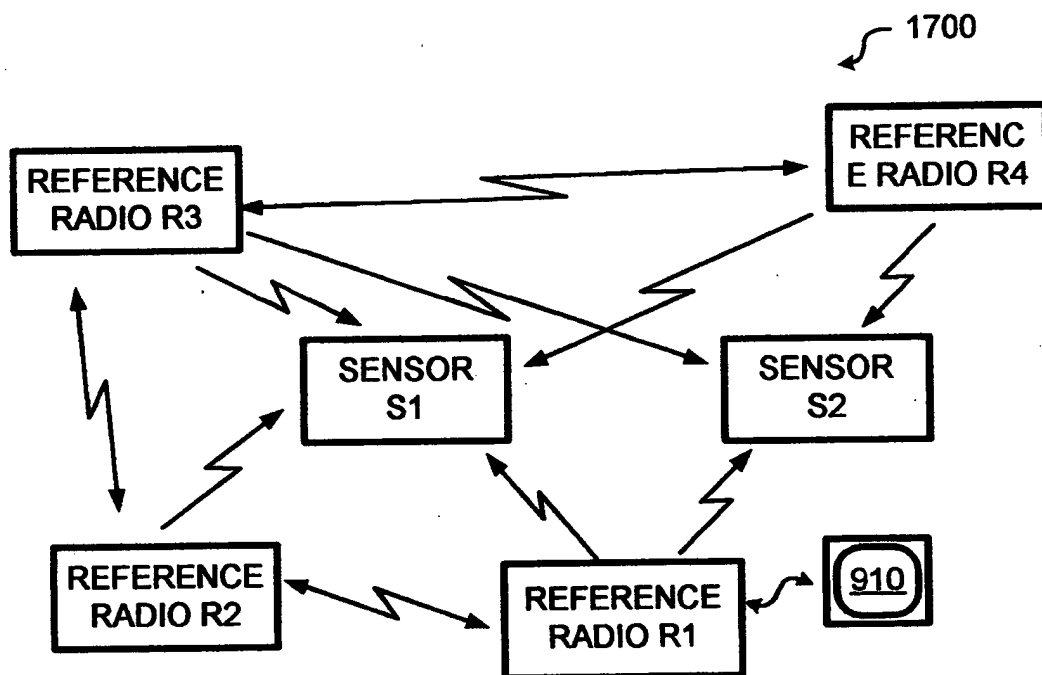 1700
REFERENC
E RADIO R4
REFERENCE
RADIO R3
SENSOR
S1
SENSOR
S2
REFERENCE
RADIO R2
REFERENCE
RADIO R1
910